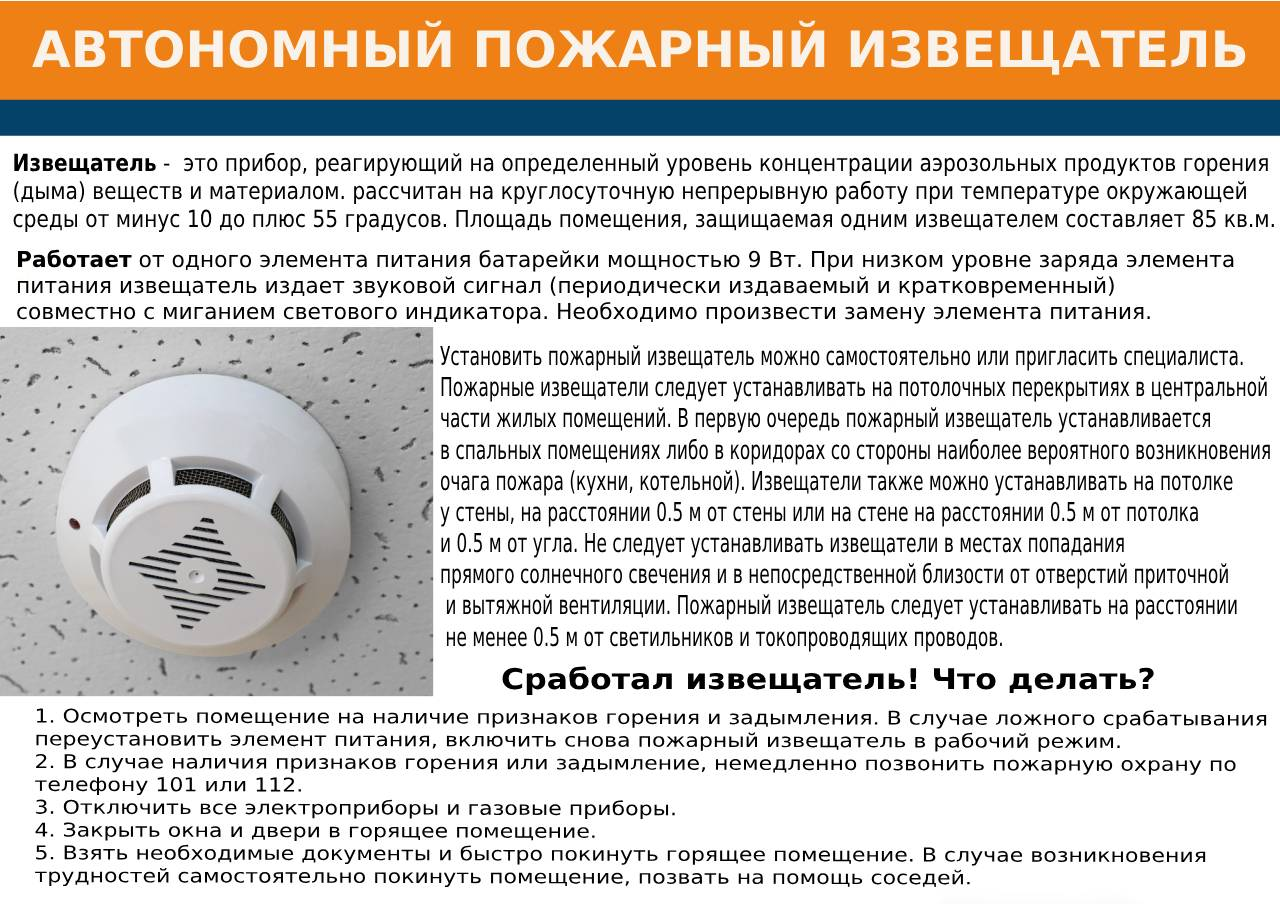 АВТОНОМНЫЙ ПОЖАРНЫЙ ИЗВЕЩАТЕЛЬ
Извещатель - это прибор, реагирующий на определенный уровень концентрации аэрозольных продуктов горения
(дыма) веществ и материалом. рассчитан на круглосуточную непрерывную работу при температуре окружающей
среды от минус 10 до плюс 55 градусов. Площадь помещения, защищаемая одним извещателем составляет 85 кв.м.
Работает от одного элемента питания батарейки мощностью 9 Вт. При низком уровне заряда элемента
питания извещатель издает звуковой сигнал (периодически издаваемый и кратковременный)
совместно с миганием светового индикатора. Необходимо произвести замену элемента питания.
Установить пожарный извещатель можно самостоятельно или пригласить специалиста.
Пожарные извещатели следует устанавливать на потолочных перекрытиях в центральной
части жилых помещений. В первую очередь пожарный извещатель устанавливается
в спальных помещениях либо в коридорах со стороны наиболее вероятного возникновения
очага пожара (кухни, котельной). Извещатели также можно устанавливать на потолке
у стены, на расстоянии 0.5 м от стены или на стене на расстоянии 0.5 м от потолка
и 0.5 м от угла. Не следует устанавливать извещатели в местах попадания
прямого солнечного свечения и в непосредственной близости от отверстий приточной
и вытяжной вентиляции. Пожарный извещатель следует устанавливать на расстоянии
не менее 0.5 м от светильников и токопроводящих проводов.
Сработал извещатель! Что делать?
1. Осмотреть помещение на наличие признаков горения и задымления. В случае ложного срабатывания
переустановить элемент питания, включить снова пожарный извещатель в рабочий режим.
2. В случае наличия признаков горения или задымление, немедленно позвонить пожарную охрану по
телефону 101 или 112.
3. Отключить все электроприборы и газовые приборы.
4. Закрыть окна и двери в горящее помещение.
5. Взять необходимые документы и быстро покинуть горящее помещение. В случае возникновения
трудностей самостоятельно покинуть помещение, позвать на помощь соседей.